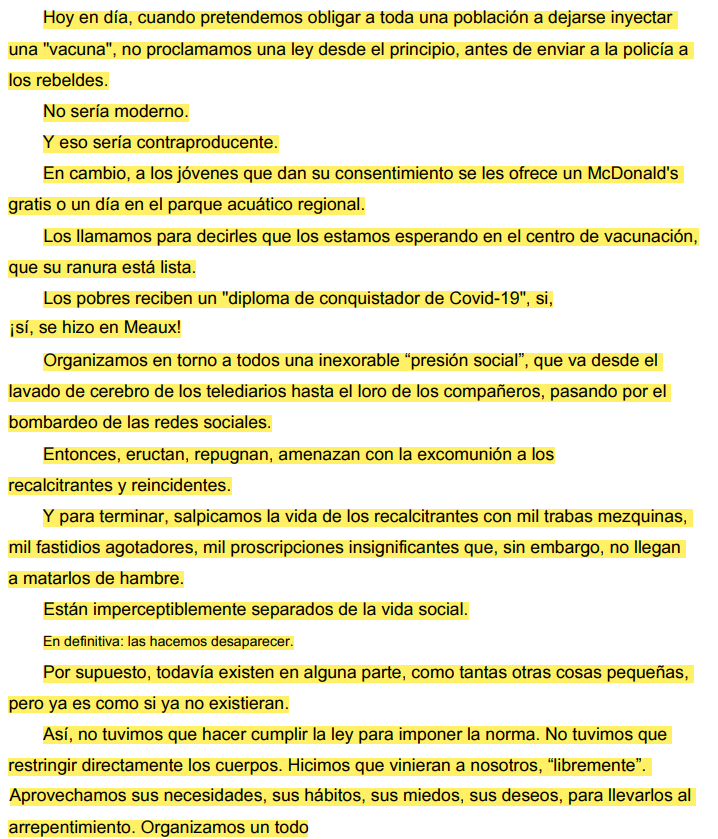 Hoy en día, cuando pretendemos obligar a toda una población a dejarse inyectar
una "vacuna", no proclamamos una ley desde el principio, antes de enviar a la policía a
los rebeldes.
No sería moderno.
Y eso sería contraproducente.
En cambio, a los jóvenes que dan su consentimiento se les ofrece un McDonald's
gratis o un día en el parque acuático regional.
Los llamamos para decirles que los estamos esperando en el centro de vacunación,
que su ranura está lista.
Los pobres reciben un "diploma de conquistador de Covid-19", si,
¡sí, se hizo en Meaux!
Organizamos en torno a todos una inexorable “presión social”, que va desde el
lavado de cerebro de los telediarios hasta el loro de los compañeros, pasando por el
bombardeo de las redes sociales.
Entonces, eructan, repugnan, amenazan con la excomunión a los
recalcitrantes y reincidentes.
Y para terminar, salpicamos la vida de los recalcitrantes con mil trabas mezquinas,
mil fastidios agotadores, mil proscripciones insignificantes que, sin embargo, no llegan
a matarlos de hambre.
Están imperceptiblemente separados de la vida social.
En definitiva: las hacemos desaparecer.
Por supuesto, todavía existen en alguna parte, como tantas otras cosas pequeñas,
pero ya es como si ya no existieran.
Así, no tuvimos que hacer cumplir la ley para imponer la norma. No tuvimos que
restringir directamente los cuerpos. Hicimos que vinieran a nosotros, “libremente”.
Aprovechamos sus necesidades, sus hábitos, sus miedos, sus deseos, para llevarlos al
arrepentimiento. Organizamos un todo